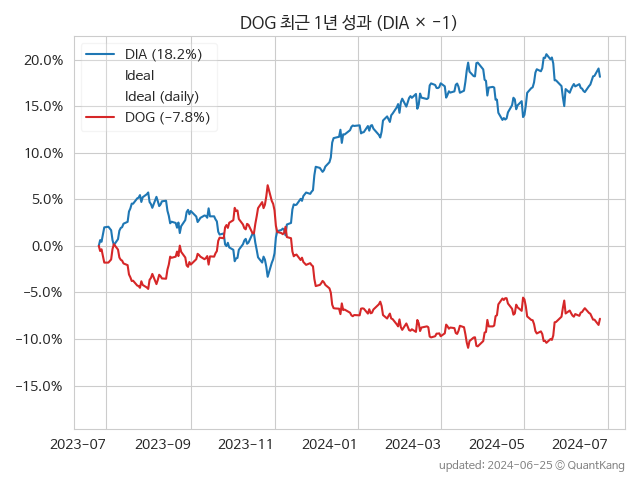 DOG 최근 1년 성과 (DIA × −1)
DIA (18.2%)
Ideal
Ideal (daily)
DOG (−7.8%)
20.0%
15.0%
10.0%
5.0%
0.0%
−5.0%
−10.0%
−15.0%
2023-07 2023-09 2023-11 2024-01 2024-03 2024-05 2024-07
updated: 2024-06-25 © QuantKang